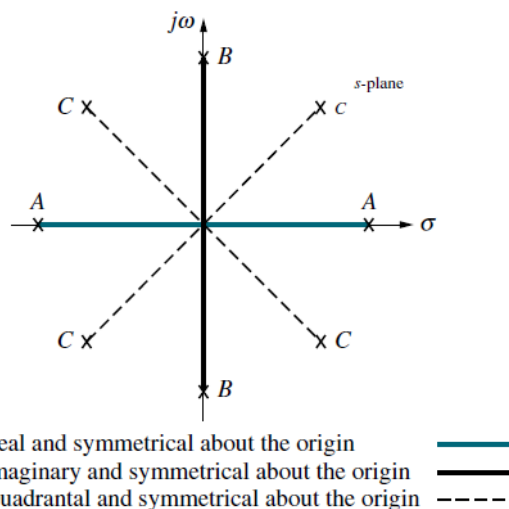 jω
B
s-plane
C
C
A
A
σ
C
C
B
eal and symmetrical about the origin
maginary and symmetrical about the origin
uadrantal and symmetrical about the origin